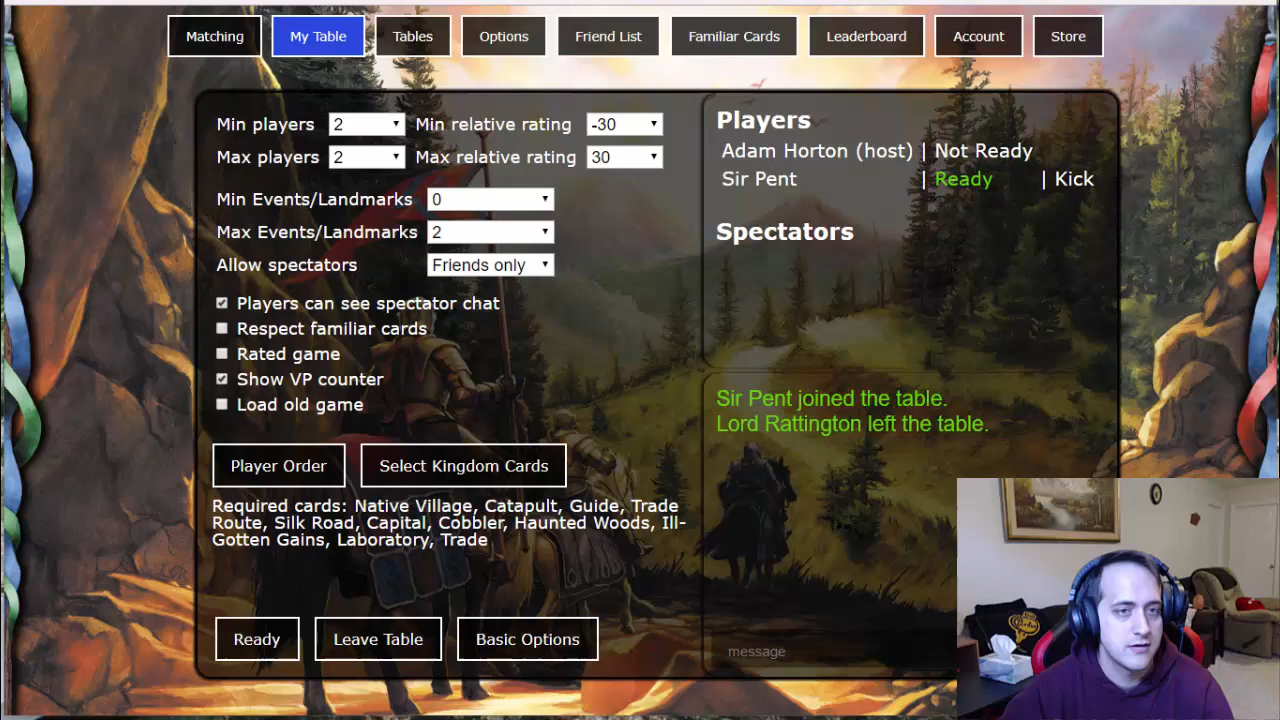 Matching My Table Tables Options Friend List Familiar Cards Leaderboard Account Store
Min players 2 Min relative rating -30
Max players 2 Max relative rating 30
Min Events/Landmarks 0
Max Events/Landmarks 2
Allow spectators Friends only
Players can see spectator chat
Respect familiar cards
Rated game
Show VP counter
Load old game
Player Order Select Kingdom Cards
Required cards: Native Village, Catapult, Guide, Trade
Route, Silk Road, Capital, Cobbler, Haunted Woods, Ill-
Gotten Gains, Laboratory, Trade
Ready Leave Table Basic Options
Players
Adam Horton (host) | Not Ready
Sir Pent | Ready | Kick
Spectators
Sir Pent joined the table.
Lord Rattington left the table.
message